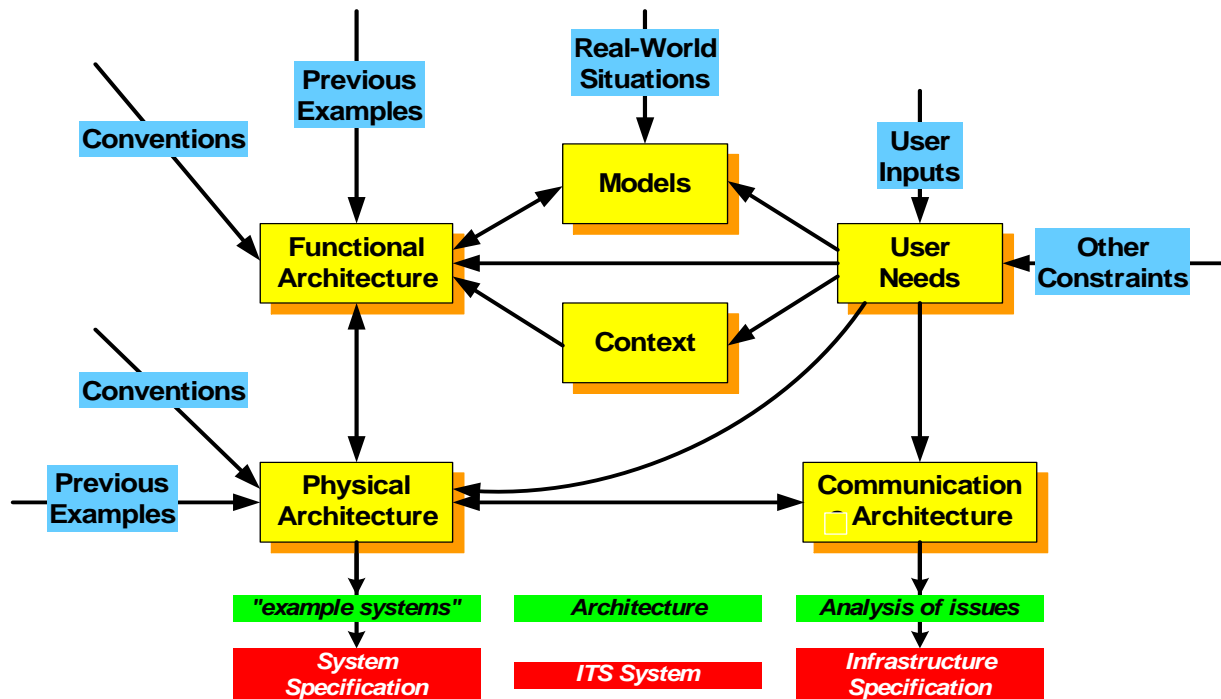 Real-World
Situations
Previous
Examples
Conventions
User
Inputs
Models
Functional
Architecture
User
Needs
Other
Constraints
Context
Conventions
Previous
Examples
Physical
Architecture
Communication
Architecture
"example systems"
Architecture
Analysis of issues
System
Specification
ITS System
Infrastructure
Specification